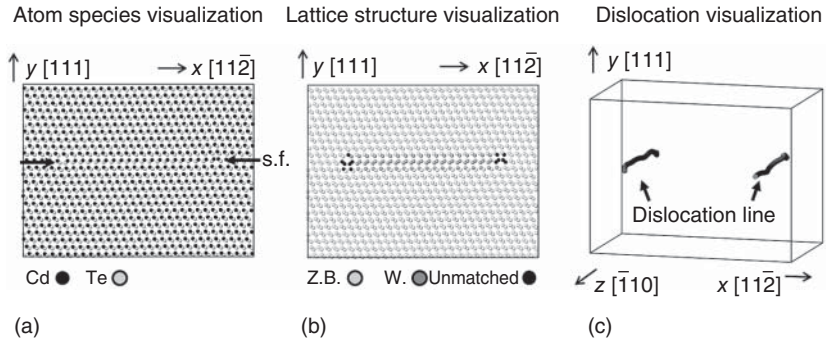 Atom species visualization
Lattice structure visualization
Dislocation visualization
y [111]
x [112̅]
s.f.
Cd
Te
(a)
y [111]
x [112̅]
Z.B.
W.
Unmatched
(b)
y [111]
Dislocation line
z [1̅10]
x [112̅]
(c)